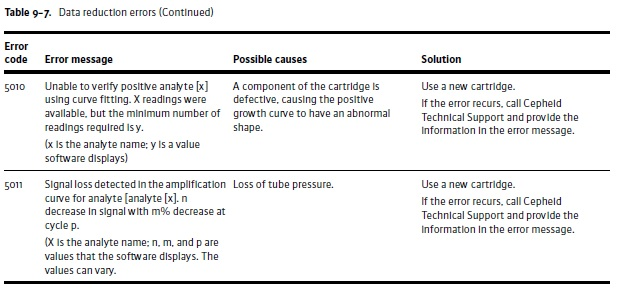 Table 9-7. Data reduction errors (Continued)
Error
code Error message Possible causes Solution
5010 Unable to verify positive analyte [x] A component of the cartridge is Use a new cartridge.
using curve fitting. X readings were defective, causing the positive If the error recurs, call Cepheid
available, but the minimum number of growth curve to have an abnormal Technical Support and provide the
readings required is y. shape. information in the error message.
(x is the analyte name; y is a value
software displays)
5011 Signal loss detected in the amplification Loss of tube pressure. Use a new cartridge.
curve for analyte [analyte [x]. n If the error recurs, call Cepheid
decrease in signal with m% decrease at Technical Support and provide the
cycle p. information in the error message.
(X is the analyte name; n, m, and p are
values that the software displays. The
values can vary.